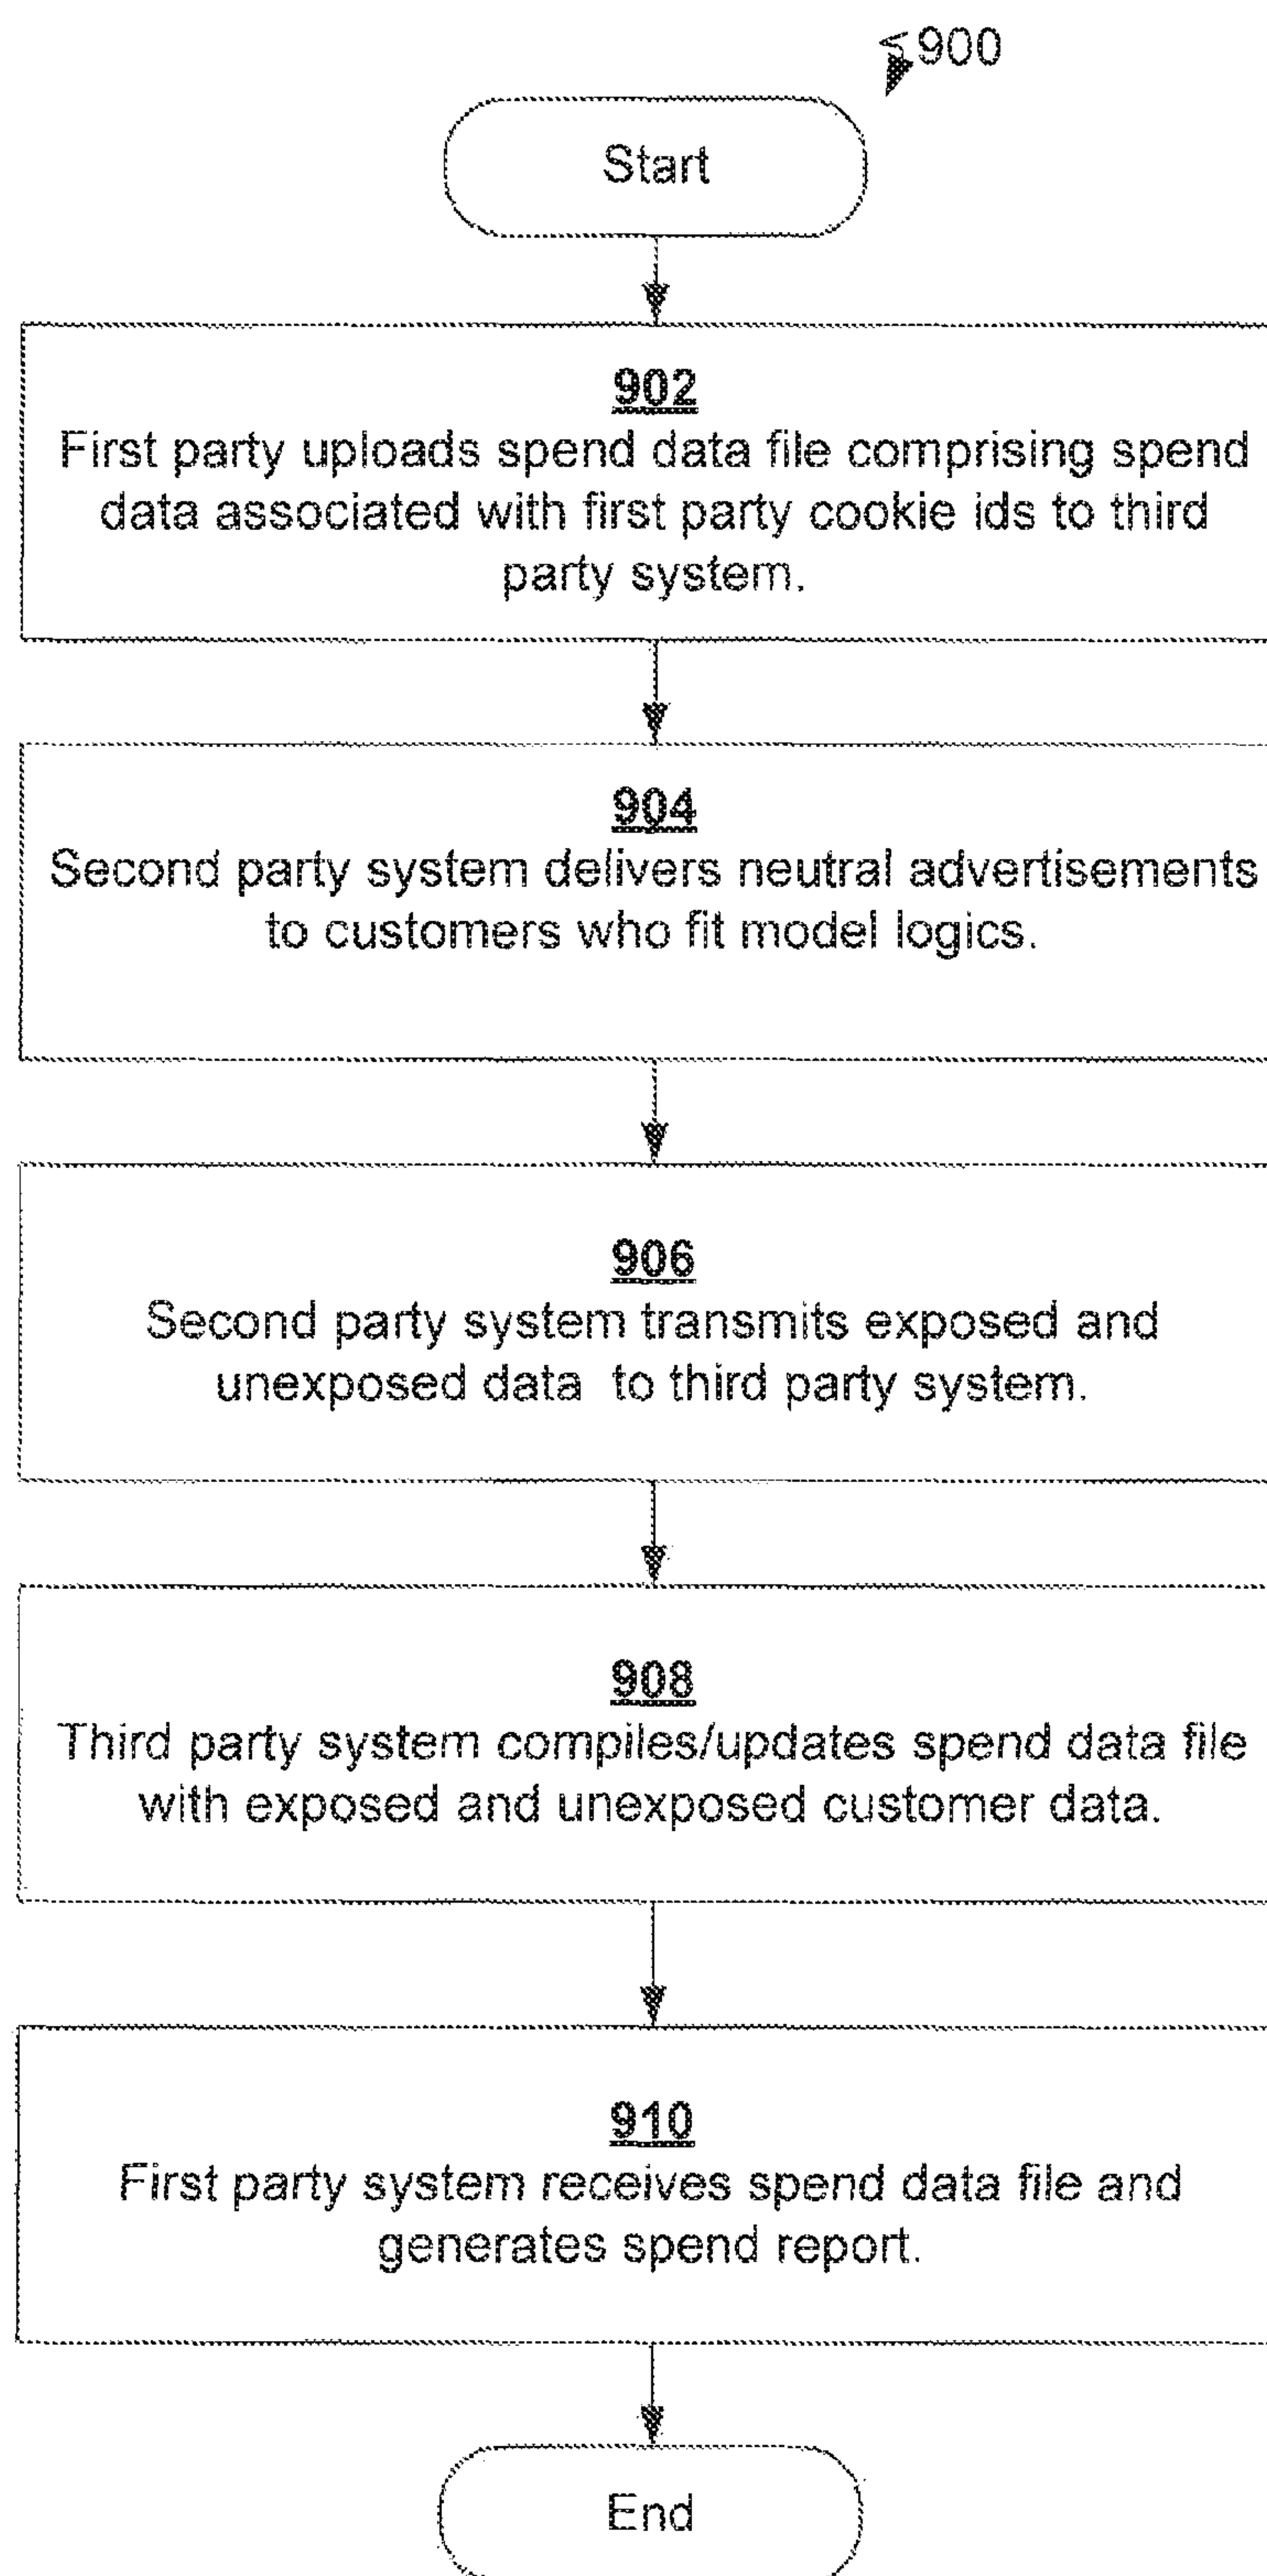 900
Start
902
First party uploads spend data file comprising spend
data associated with first party cookie ids to third
party system.
904
Second party system delivers neutral advertisements
to customers who fit model logics.
906
Second party system transmits exposed and
unexposed data to third party system.
908
Third party system compiles/updates spend data file
with exposed and unexposed customer data.
910
First party system receives spend data file and
generates spend report.
End